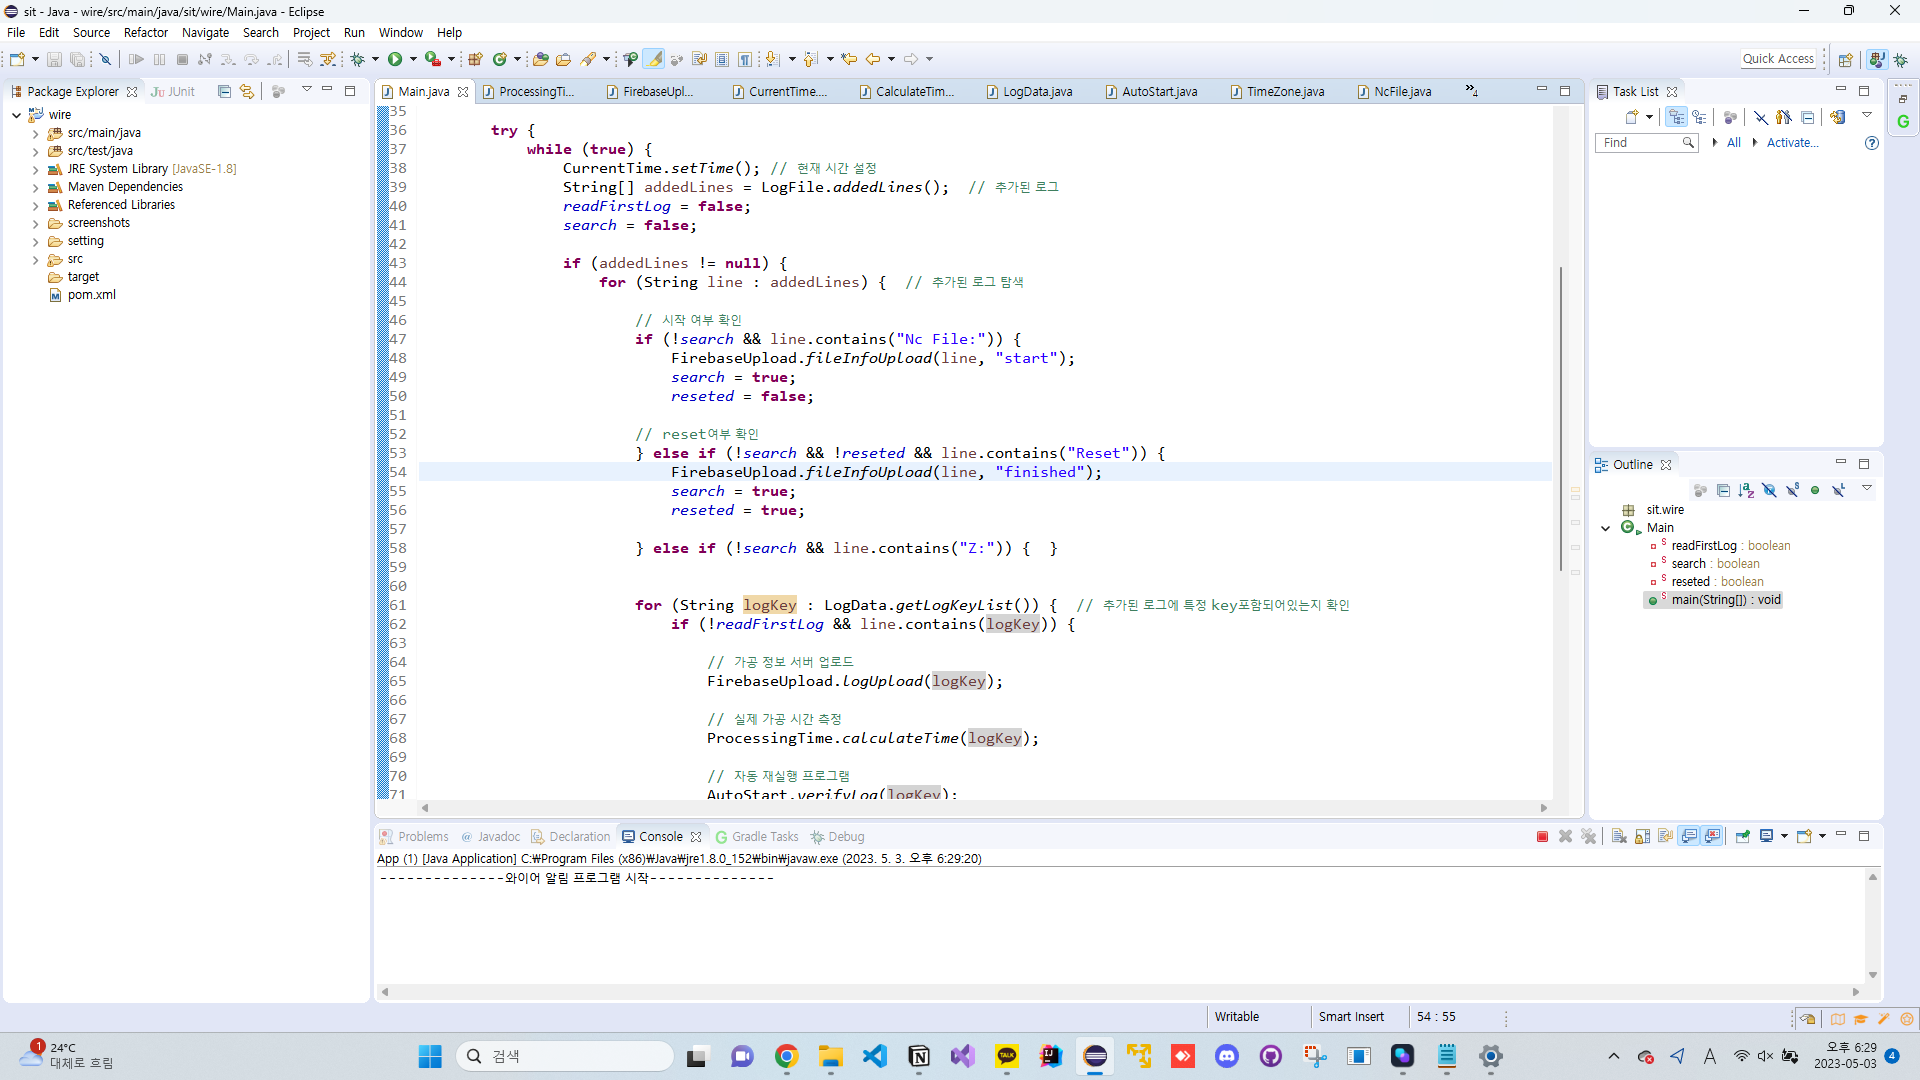 sit - Java - wire/src/main/java/sit/wire/Main.java - Eclipse
File Edit Source Refactor Navigate Search Project Run Window Help
Quick Access
Package Explorer JUnit
wire
src/main/java
src/test/java
JRE System Library [JavaSE-1.8]
Maven Dependencies
Referenced Libraries
screenshots
setting
src
target
pom.xml
Main.java ProcessingTi... FirebaseUpl... CurrentTime.... CalculateTim... LogData.java AutoStart.java TimeZone.java NcFile.java »4
35
36 try {
37 while (true) {
38 CurrentTime.setTime(); // 현재 시간 설정
39 String[] addedLines = LogFile.addedLines(); // 추가된 로그
40 readFirstLog = false;
41 search = false;
42
43 if (addedLines != null) {
44 for (String line : addedLines) { // 추가된 로그 탐색
45
46 // 시작 여부 확인
47 if (!search && line.contains("Nc File:")) {
48 FirebaseUpload.fileInfoUpload(line, "start");
49 search = true;
50 reseted = false;
51
52 // reset여부 확인
53 } else if (!search && !reseted && line.contains("Reset")) {
54 FirebaseUpload.fileInfoUpload(line, "finished");
55 search = true;
56 reseted = true;
57
58 } else if (!search && line.contains("Z:")) { }
59
60
61 for (String logKey : LogData.getLogKeyList()) { // 추가된 로그에 특정 key포함되어있는지 확인
62 if (!readFirstLog && line.contains(logKey)) {
63
64 // 가공 정보 서버 업로드
65 FirebaseUpload.logUpload(logKey);
66
67 // 실제 가공 시간 측정
68 ProcessingTime.calculateTime(logKey);
69
70 // 자동 재실행 프로그램
71 AutoStart.verifyLog(logKey);
Task List
Find All Activate...
Outline
sit.wire
Main
readFirstLog : boolean
search : boolean
reseted : boolean
main(String[]) : void
Problems Javadoc Declaration Console Gradle Tasks Debug
App (1) [Java Application] C:₩Program Files (x86)₩Java₩jre1.8.0_152₩bin₩javaw.exe (2023. 5. 3. 오후 6:29:20)
--------------와이어 알림 프로그램 시작--------------
Writable Smart Insert 54 : 55
1 24°C
대체로 흐림
검색
TALK
A
오후 6:29
2023-05-03
4